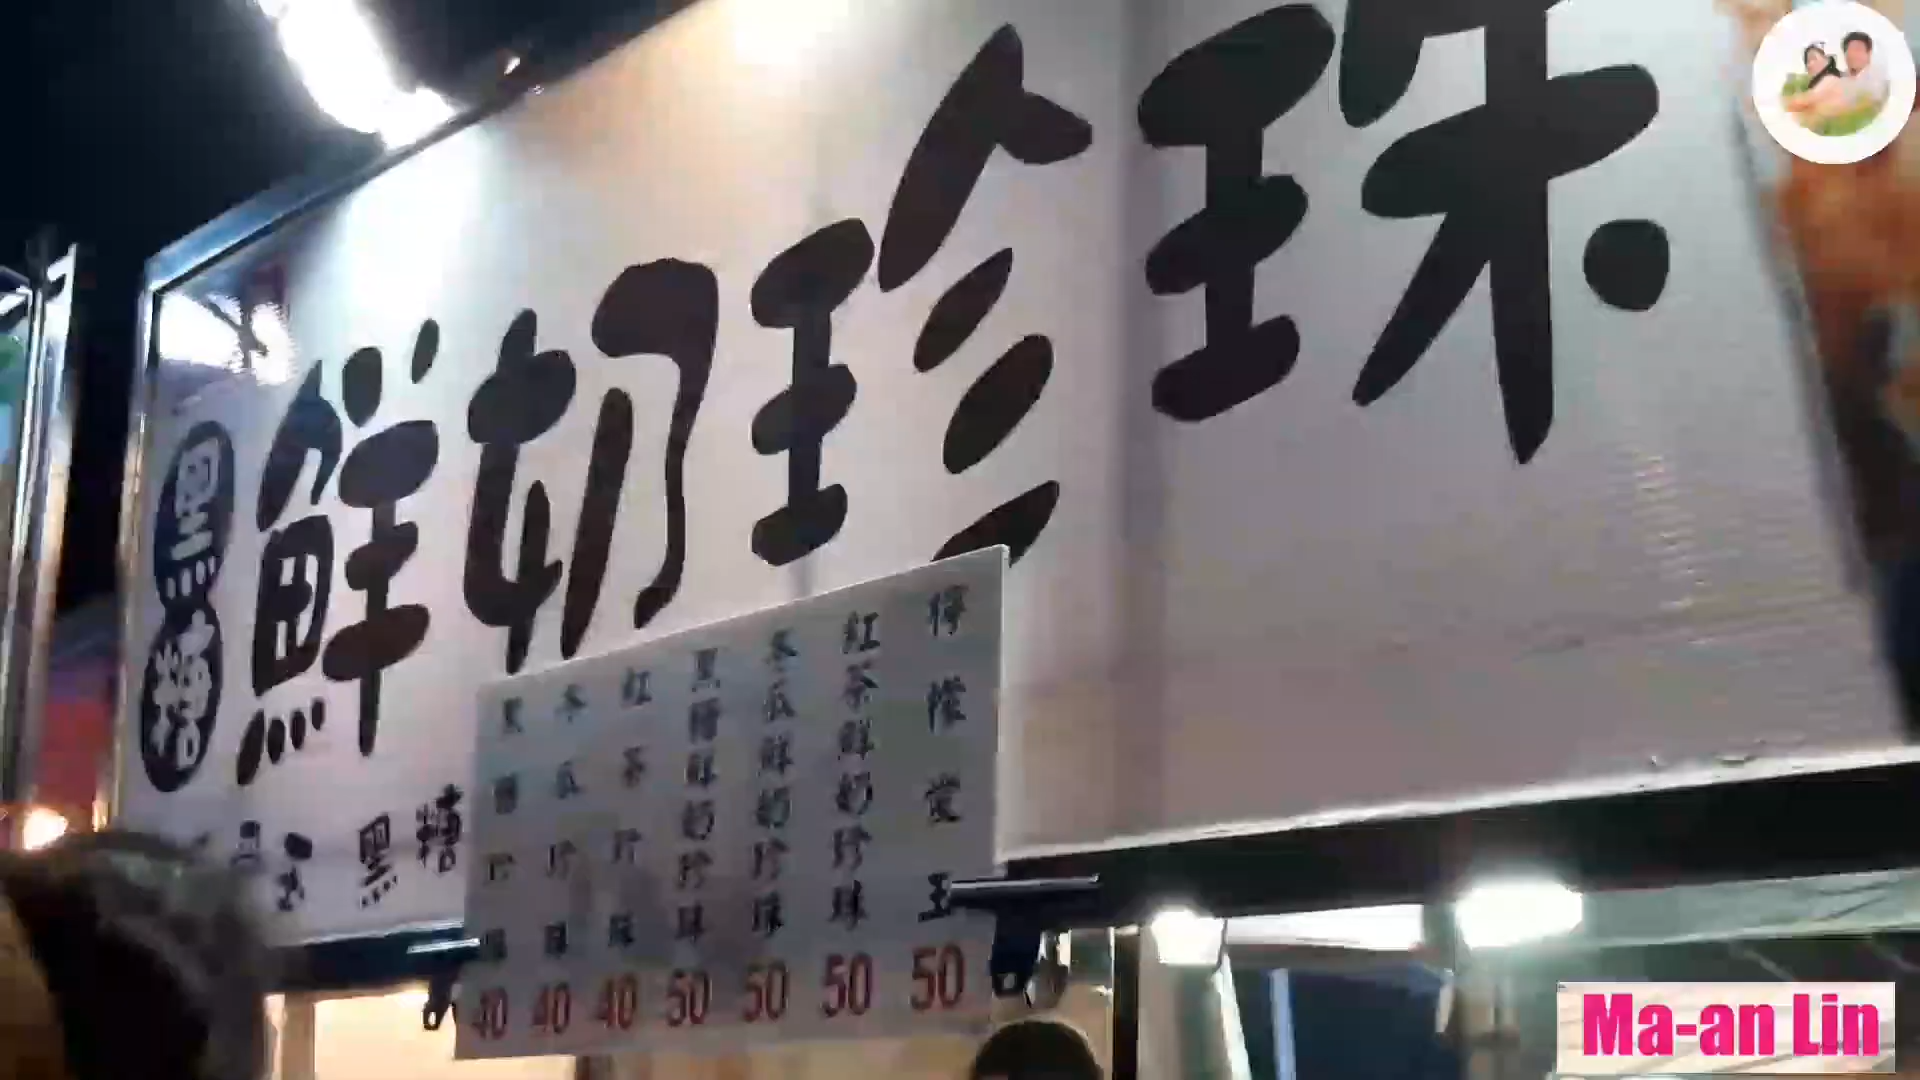 黑糖
鮮奶珍珠
黑糖
黑糖珍珠 40
冬瓜珍珠 40
紅茶珍珠 40
黑糖鮮奶珍珠 50
冬瓜鮮奶珍珠 50
紅茶鮮奶珍珠 50
檸檬愛玉 50
Ma-an Lin